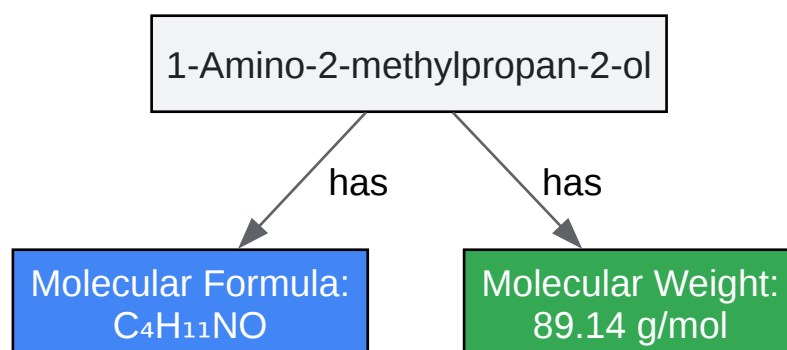 1-Amino-2-methylpropan-2-ol
has
has
Molecular Formula:
C₄H₁₁NO
Molecular Weight:
89.14 g/mol